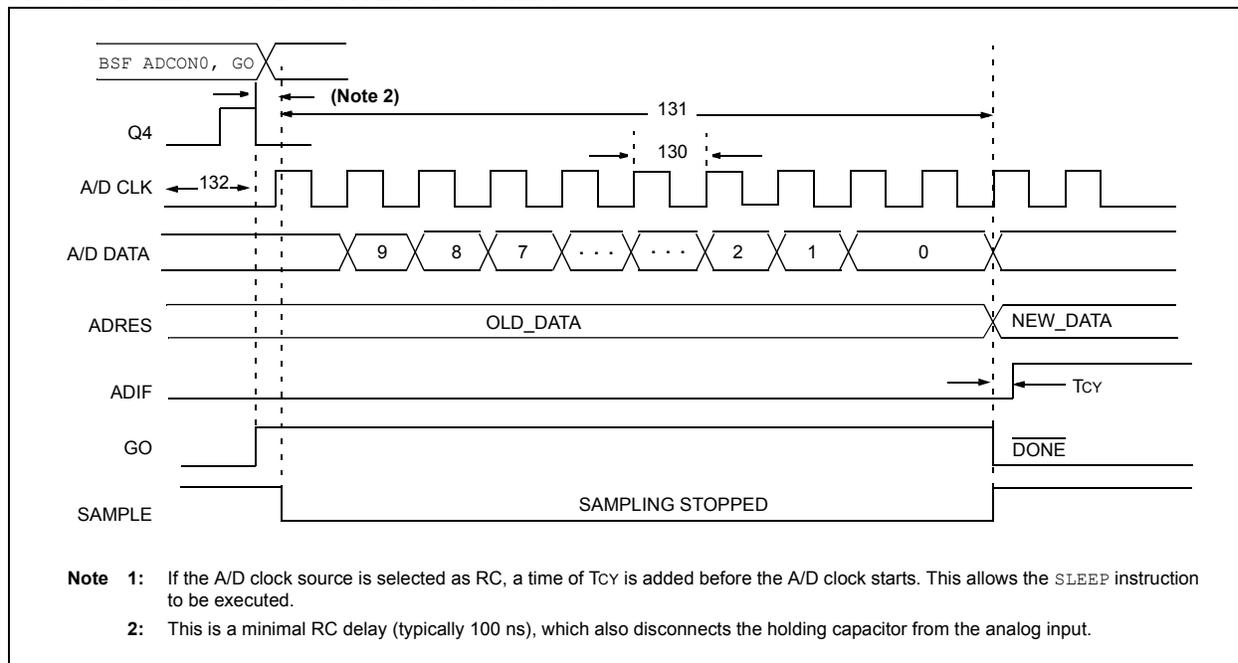 BSF ADCON0, GO
(Note 2)
131
Q4
130
A/D CLK
132
A/D DATA
9 8 7 . . . . . . 2 1 0
ADRES
OLD_DATA
NEW_DATA
ADIF
TCY
GO
DONE
SAMPLE
SAMPLING STOPPED
Note 1: If the A/D clock source is selected as RC, a time of TCY is added before the A/D clock starts. This allows the SLEEP instruction
to be executed.
2: This is a minimal RC delay (typically 100 ns), which also disconnects the holding capacitor from the analog input.